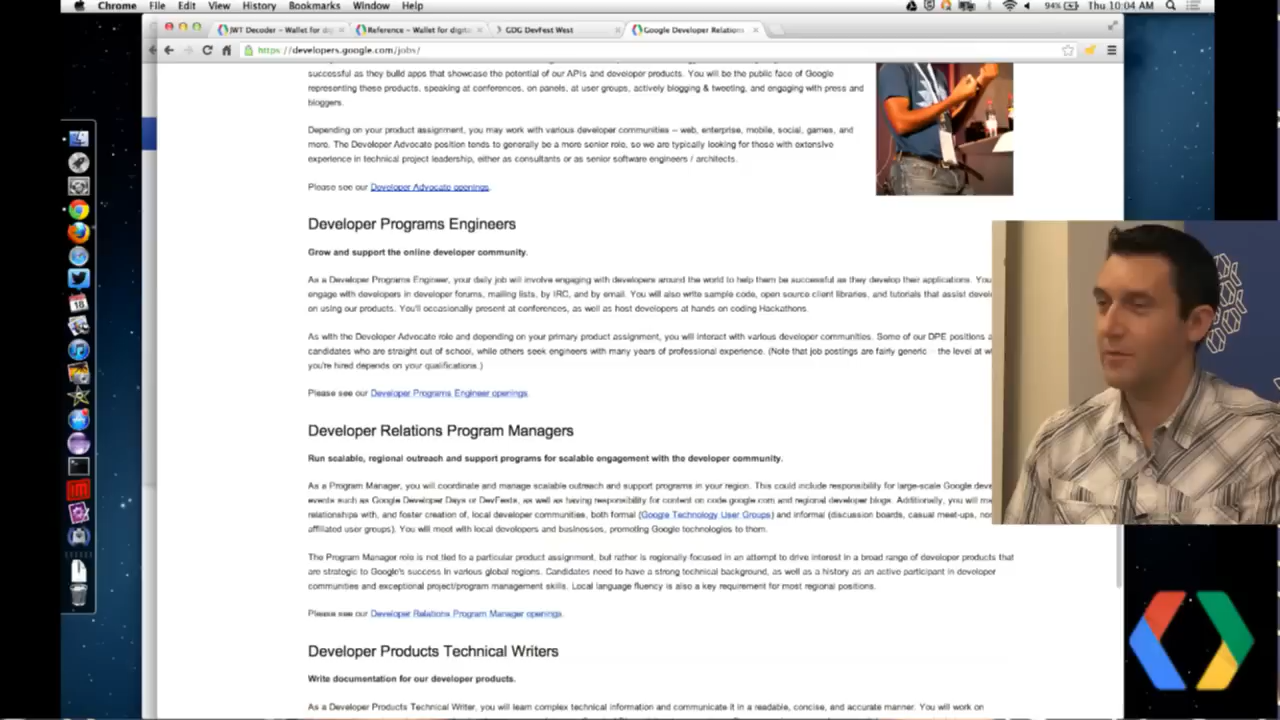 Chrome File Edit View History Bookmarks Window Help
94% Thu 10:04 AM
JWT Decoder – Wallet for dig
Reference – Wallet for digita
GDG DevFest West
Google Developer Relations
https://developers.google.com/jobs/
successful as they build apps that showcase the potential of our APIs and developer products. You will be the public face of Google
representing these products, speaking at conferences, on panels, at user groups, actively blogging & tweeting, and engaging with press and
bloggers.
Depending on your product assignment, you may work with various developer communities – web, enterprise, mobile, social, games, and
more. The Developer Advocate position tends to generally be a more senior role, so we are typically looking for those with extensive
experience in technical project leadership, either as consultants or as senior software engineers / architects.
Please see our Developer Advocate openings.
Developer Programs Engineers
Grow and support the online developer community.
As a Developer Programs Engineer, your daily job will involve engaging with developers around the world to help them be successful as they develop their applications. You
engage with developers in developer forums, mailing lists, by IRC, and by email. You will also write sample code, open source client libraries, and tutorials that assist devel
on using our products. You'll occasionally present at conferences, as well as host developers at hands on coding Hackathons.
As with the Developer Advocate role and depending on your primary product assignment, you will interact with various developer communities. Some of our DPE positions a
candidates who are straight out of school, while others seek engineers with many years of professional experience. (Note that job postings are fairly generic – the level at w
you're hired depends on your qualifications.)
Please see our Developer Programs Engineer openings.
Developer Relations Program Managers
Run scalable, regional outreach and support programs for scalable engagement with the developer community.
As a Program Manager, you will coordinate and manage scalable outreach and support programs in your region. This could include responsibility for large-scale Google deve
events such as Google Developer Days or DevFests, as well as having responsibility for content on code.google.com and regional developer blogs. Additionally, you will m
relationships with, and foster creation of, local developer communities, both formal (Google Technology User Groups) and informal (discussion boards, casual meet-ups, no
affiliated user groups). You will meet with local developers and businesses, promoting Google technologies to them.
The Program Manager role is not tied to a particular product assignment, but rather is regionally-focused in an attempt to drive interest in a broad range of developer products that
are strategic to Google's success in various global regions. Candidates need to have a strong technical background, as well as a history as an active participant in developer
communities and exceptional project/program management skills. Local language fluency is also a key requirement for most regional positions.
Please see our Developer Relations Program Manager openings.
Developer Products Technical Writers
Write documentation for our developer products.
As a Developer Products Technical Writer, you will learn complex technical information and communicate it in a readable, concise, and accurate manner. You will work on